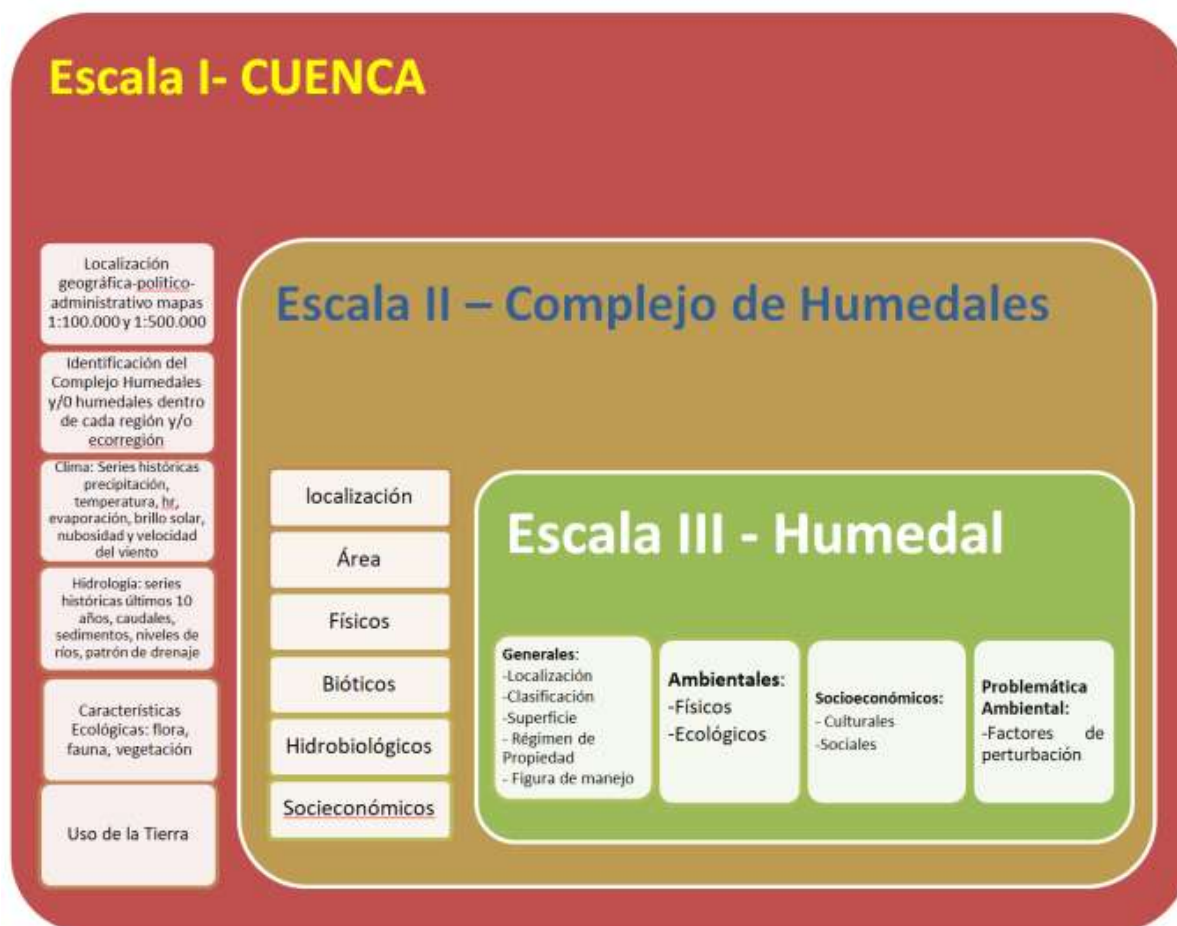 Escala I- CUENCA
Localización
geográfica-politico-
administrativo mapas
1:100.000 y 1:500.000
Identificación del
Complejo Humedales
y/0 humedales dentro
de cada región y/o
ecorregión
Clima: Series históricas
precipitación,
temperatura, hr,
evaporación, brillo solar,
nubosidad y velocidad
del viento
Hidrología: series
históricas últimos 10
años, caudales,
sedimentos, niveles de
ríos, patrón de drenaje
Características
Ecológicas: flora,
fauna, vegetación
Uso de la Tierra
Escala II – Complejo de Humedales
localización
Área
Físicos
Bióticos
Hidrobiológicos
Socieconómicos
Escala III - Humedal
Generales:
-Localización
-Clasificación
-Superficie
- Régimen de
Propiedad
- Figura de manejo
Ambientales:
-Físicos
-Ecológicos
Socioeconómicos:
- Culturales
-Sociales
Problemática
Ambiental:
-Factores de
perturbación